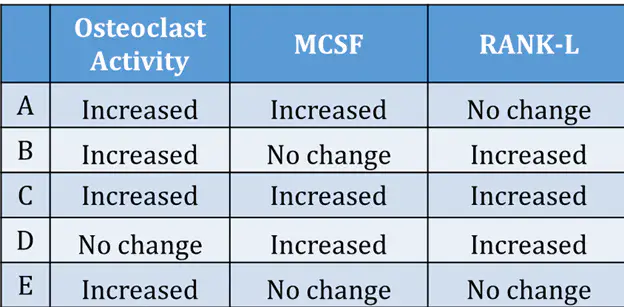 Osteoclast Activity MCSF RANK-L
A Increased Increased No change
B Increased No change Increased
C Increased Increased Increased
D No change Increased Increased
E Increased No change No change